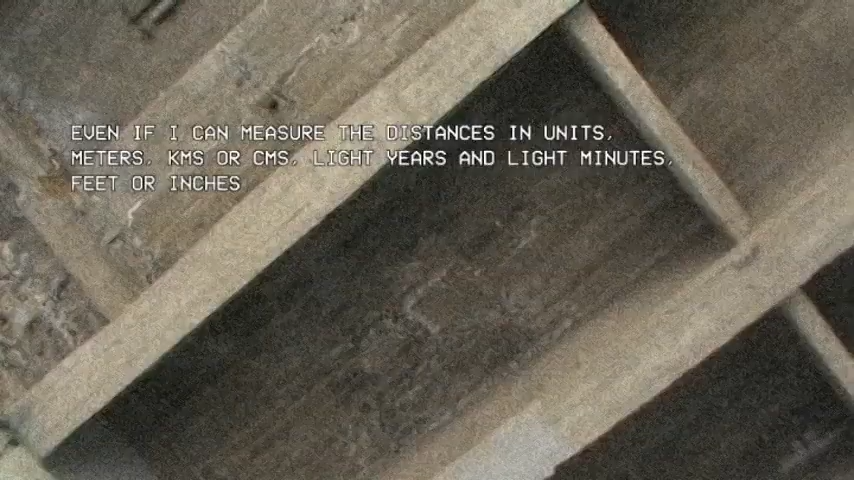 EVEN IF I CAN MEASURE THE DISTANCES IN UNITS,
METERS, KMS OR CMS, LIGHT YEARS AND LIGHT MINUTES,
FEET OR INCHES